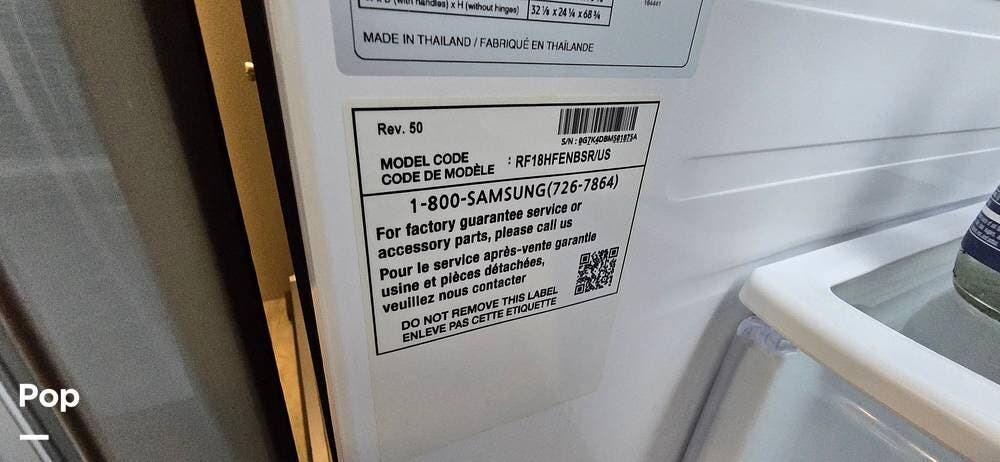 (with handles) x H (without hinges) 32 ⅛ x 24 ¼ x 68 ¾
MADE IN THAILAND / FABRIQUÉ EN THAÏLANDE
Rev. 50
MODEL CODE
CODE DE MODÈLE : RF18HFENBSR/US
1-800-SAMSUNG(726-7864)
For factory guarantee service or
accessory parts, please call us
Pour le service après-vente garantie
usine et pièces détachées,
veuillez nous contacter
DO NOT REMOVE THIS LABEL
ENLEVE PAS CETTE ETIQUETTE
Pop